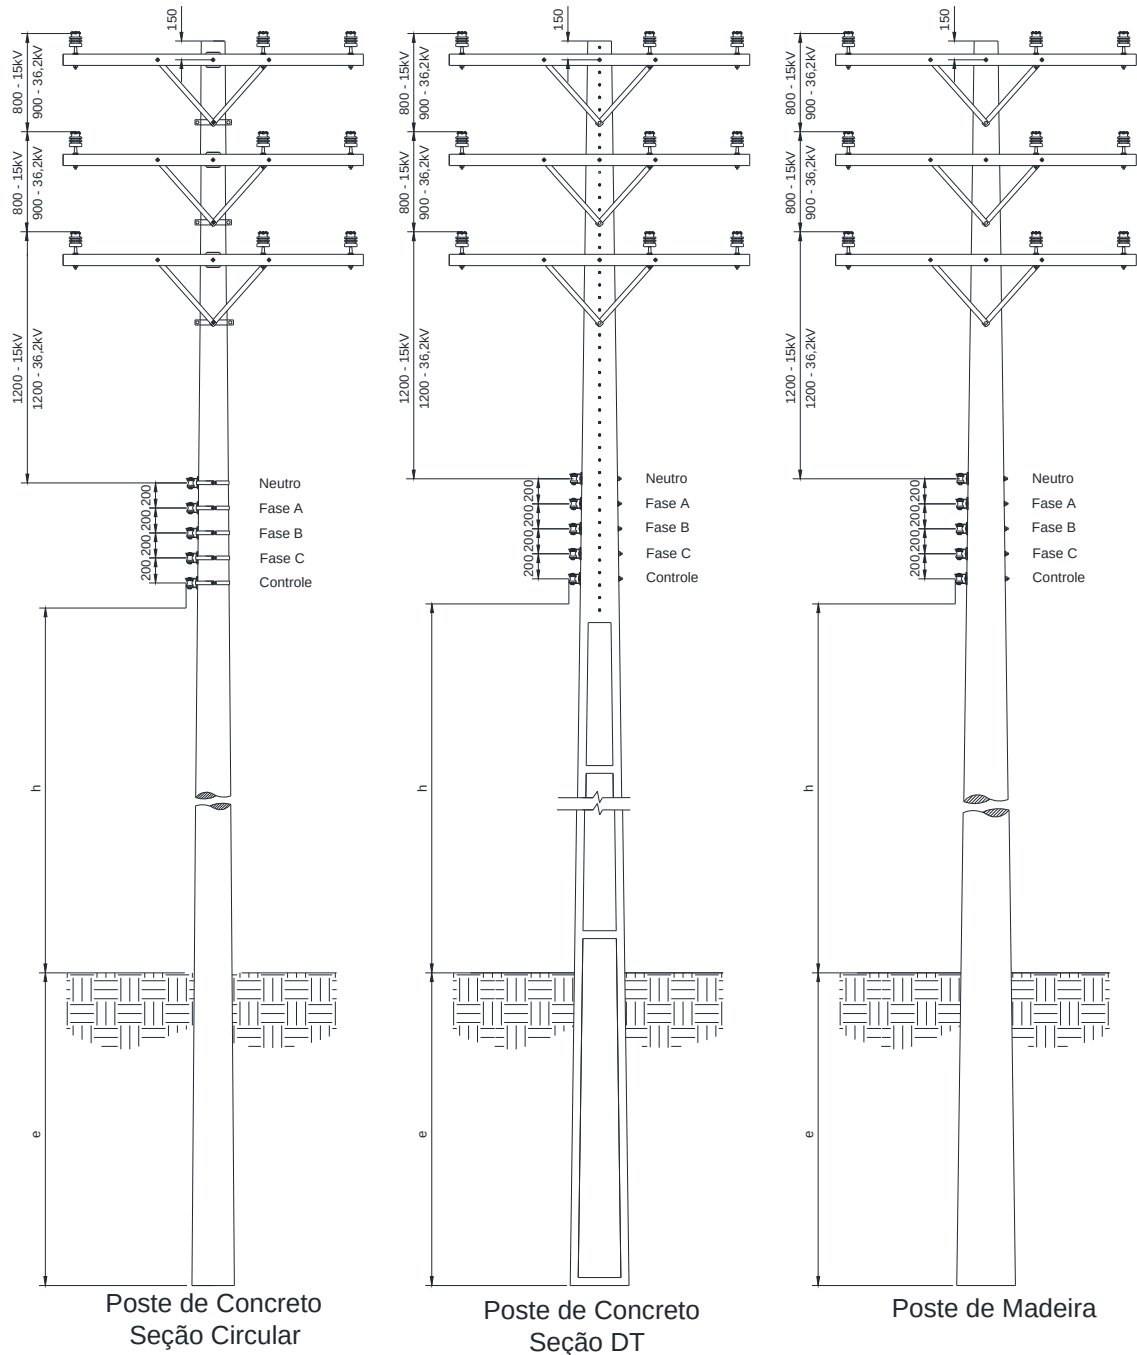 150
800 - 15kV
900 - 36,2kV
800 - 15kV
900 - 36,2kV
1200 - 15kV
1200 - 36,2kV
200
200
200
200
Neutro
Fase A
Fase B
Fase C
Controle
h
e
Poste de Concreto
Seção Circular
150
800 - 15kV
900 - 36,2kV
800 - 15kV
900 - 36,2kV
1200 - 15kV
1200 - 36,2kV
200
200
200
200
Neutro
Fase A
Fase B
Fase C
Controle
h
e
Poste de Concreto
Seção DT
150
800 - 15kV
900 - 36,2kV
800 - 15kV
900 - 36,2kV
1200 - 15kV
1200 - 36,2kV
200
200
200
200
Neutro
Fase A
Fase B
Fase C
Controle
h
e
Poste de Madeira